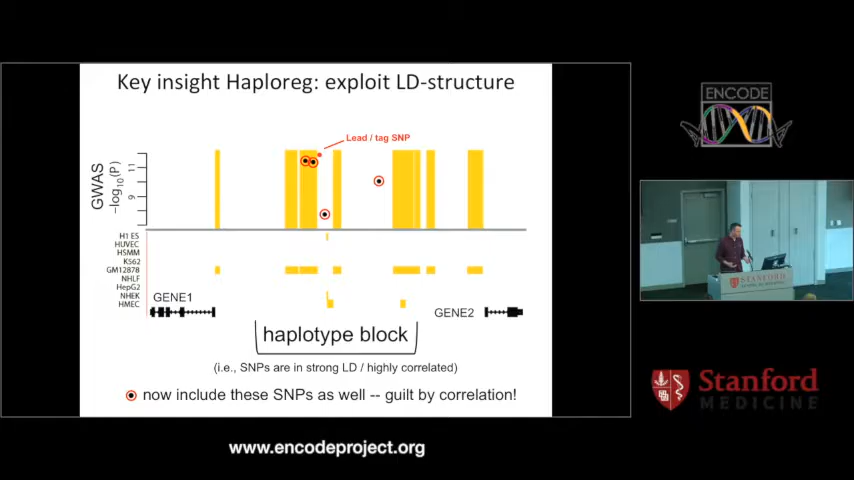 Key insight Haploreg: exploit LD-structure
Lead / tag SNP
GWAS
−log10(P)
11
9
H1 ES
HUVEC
HSMM
K562
GM12878
NHLF
HepG2
NHEK
HMEC
GENE1
GENE2
haplotype block
(i.e., SNPs are in strong LD / highly correlated)
now include these SNPs as well -- guilt by correlation!
ENCODE
STANFORD
Stanford
MEDICINE
www.encodeproject.org